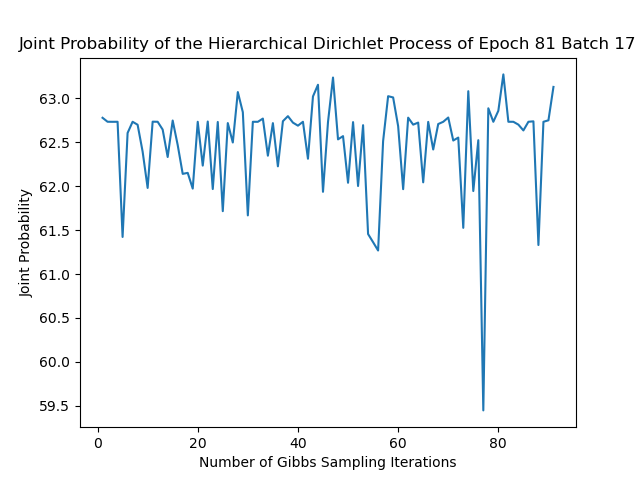 Joint Probability of the Hierarchical Dirichlet Process of Epoch 81 Batch 17
Joint Probability
63.0
62.5
62.0
61.5
61.0
60.5
60.0
59.5
0 20 40 60 80
Number of Gibbs Sampling Iterations